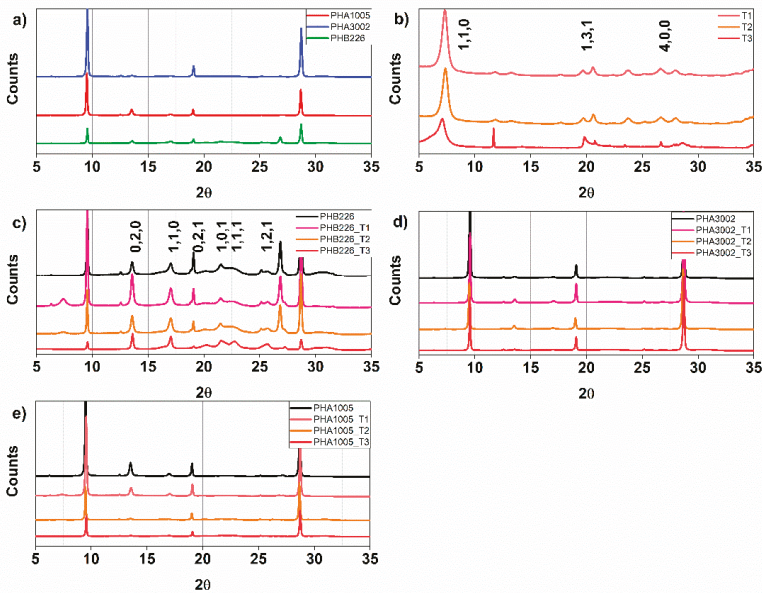 a)
PHA1005
PHA3002
PHB226
Counts
5 10 15 20 25 30 35
2θ
b)
T1
T2
T3
1,1,0
1,3,1
4,0,0
Counts
5 10 15 20 25 30 35
2θ
c)
PHB226
PHB226_T1
PHB226_T2
PHB226_T3
0,2,0
1,1,0
0,2,1
1,0,1
1,1,1
1,2,1
Counts
5 10 15 20 25 30 35
2θ
d)
PHA3002
PHA3002_T1
PHA3002_T2
PHA3002_T3
Counts
5 10 15 20 25 30 35
2θ
e)
PHA1005
PHA1005_T1
PHA1005_T2
PHA1005_T3
Counts
5 10 15 20 25 30 35
2θ